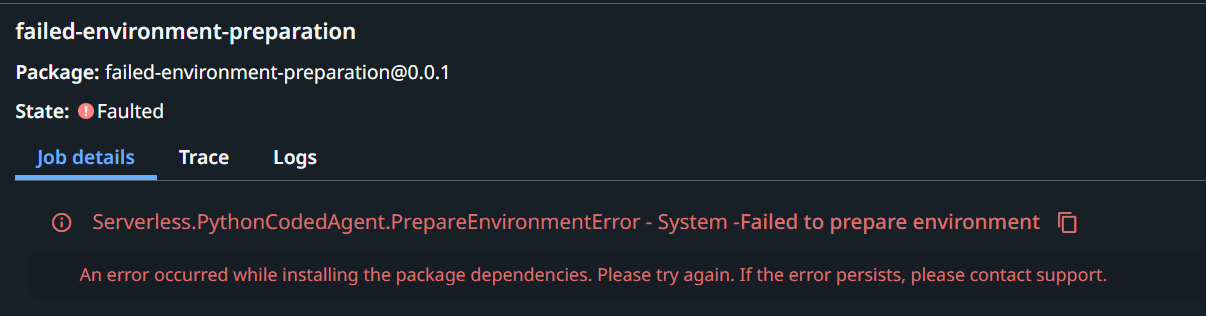 failed-environment-preparation
Package: failed-environment-preparation@0.0.1
State: Faulted
Job details Trace Logs
Serverless.PythonCodedAgent.PrepareEnvironmentError - System -Failed to prepare environment
An error occurred while installing the package dependencies. Please try again. If the error persists, please contact support.